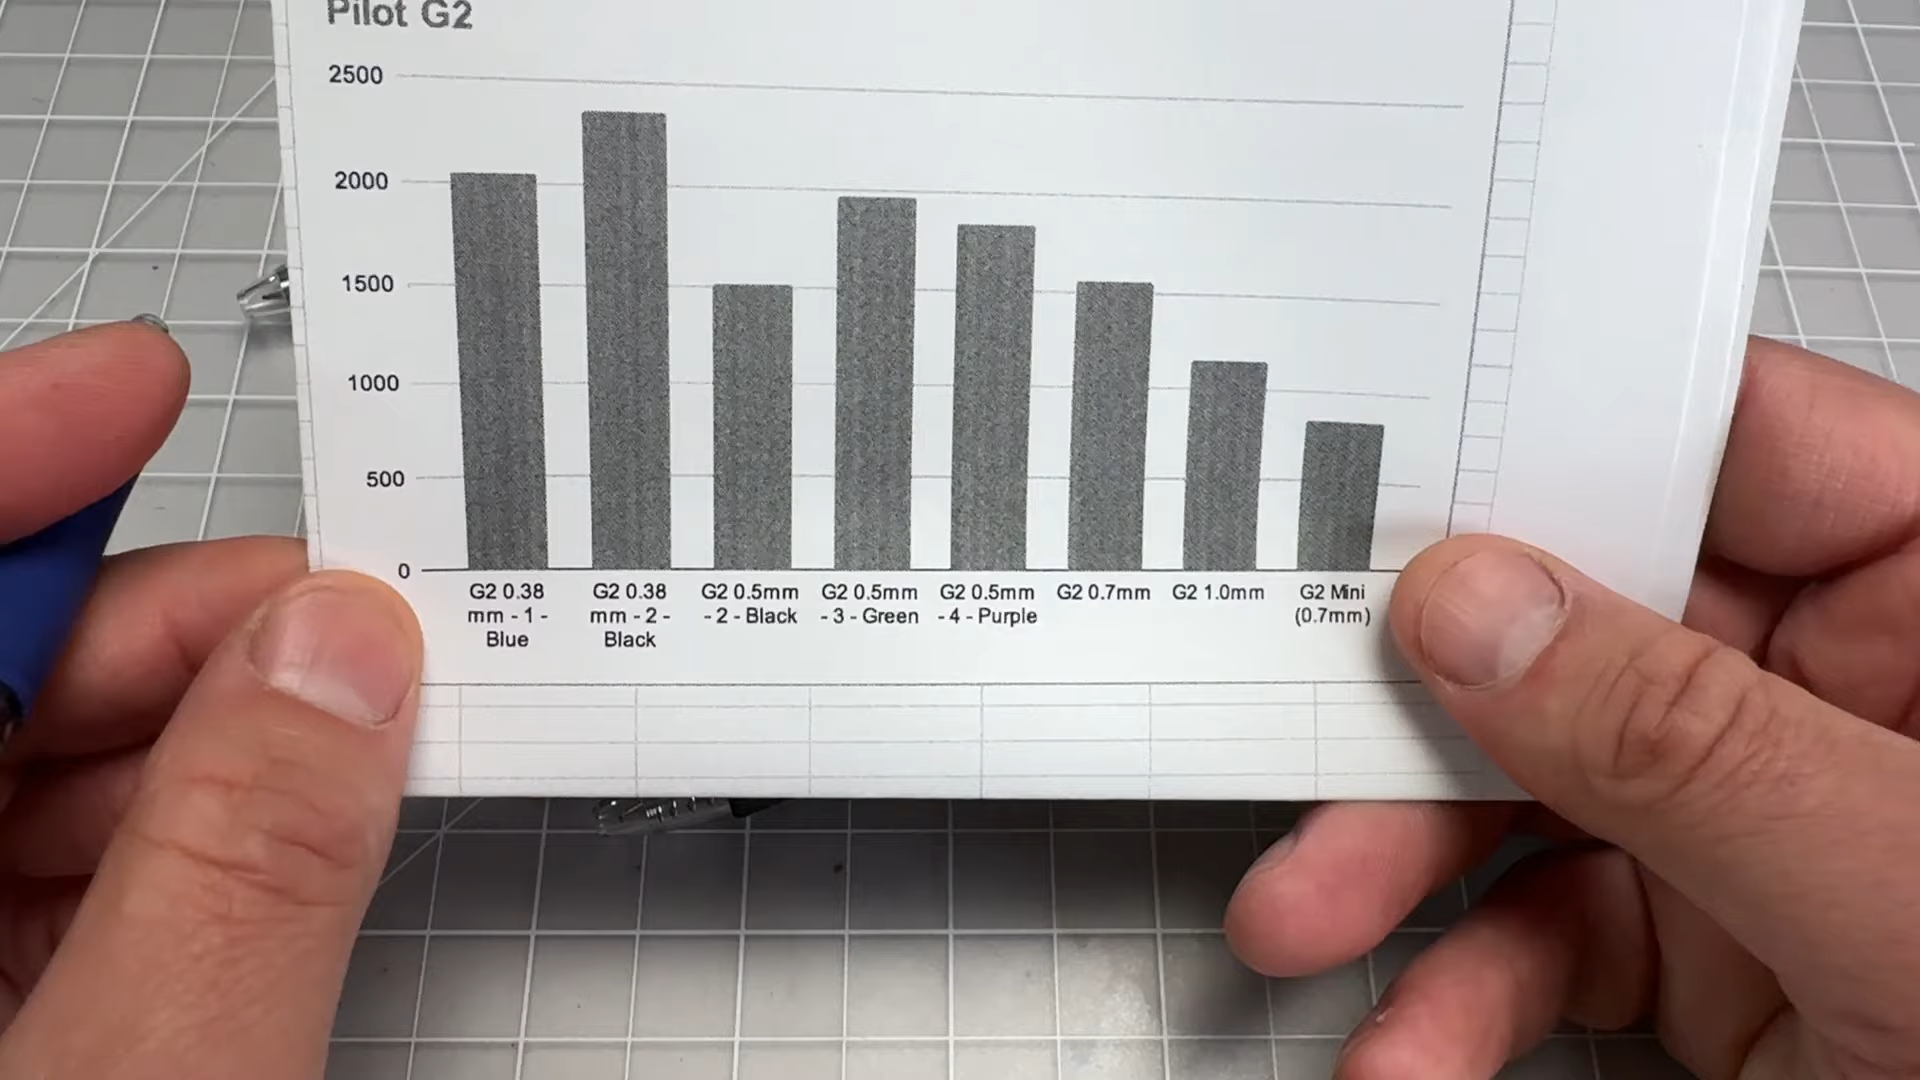 Pilot G2
2500
2000
1500
1000
500
0
G2 0.38
mm - 1 -
Blue
G2 0.38
mm - 2 -
Black
G2 0.5mm
- 2 - Black
G2 0.5mm
- 3 - Green
G2 0.5mm
- 4 - Purple
G2 0.7mm
G2 1.0mm
G2 Mini
(0.7mm)